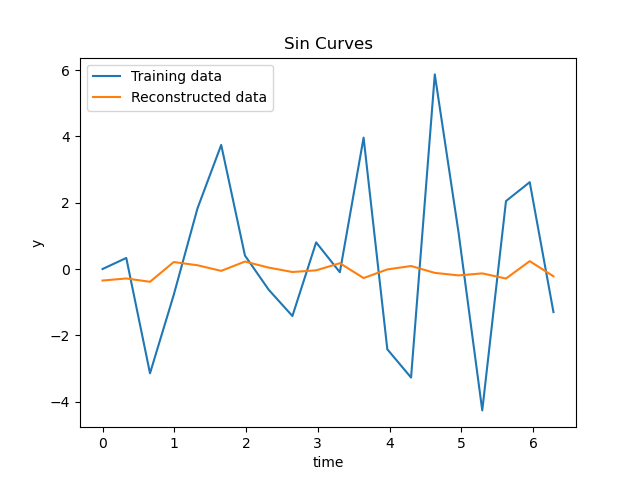 Sin Curves
Training data
Reconstructed data
y
6
4
2
0
−2
−4
0 1 2 3 4 5 6
time